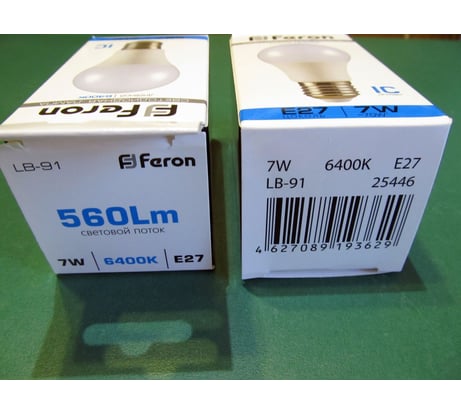 IC
Feron
LB-91
Feron
560Lm
световой поток
7W | 6400K | E27
Feron
IC
E27 | 7W
7W 6400K E27
LB-91 25446
4 627089 193629